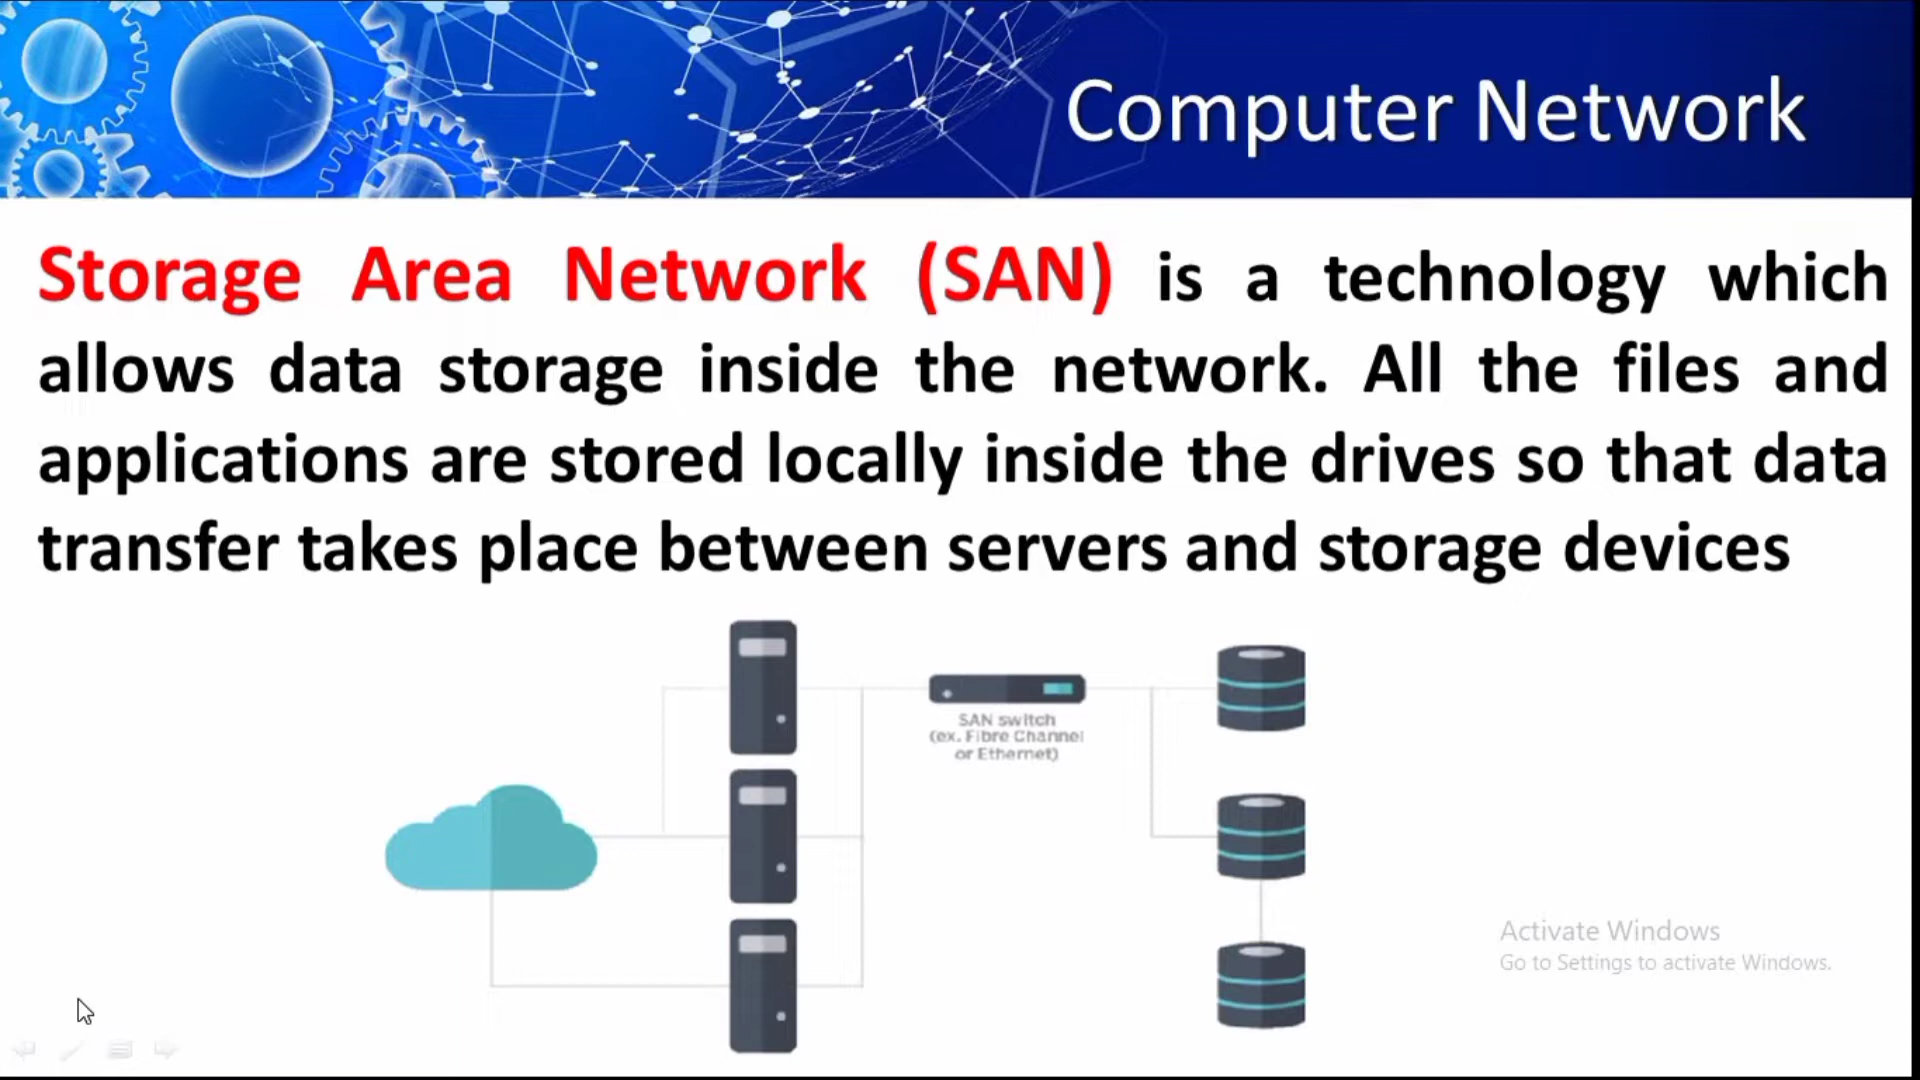 Computer Network
Storage Area Network (SAN) is a technology which
allows data storage inside the network. All the files and
applications are stored locally inside the drives so that data
transfer takes place between servers and storage devices
SAN switch
(ex. Fibre Channel
or Ethernet)
Activate Windows
Go to Settings to activate Windows.